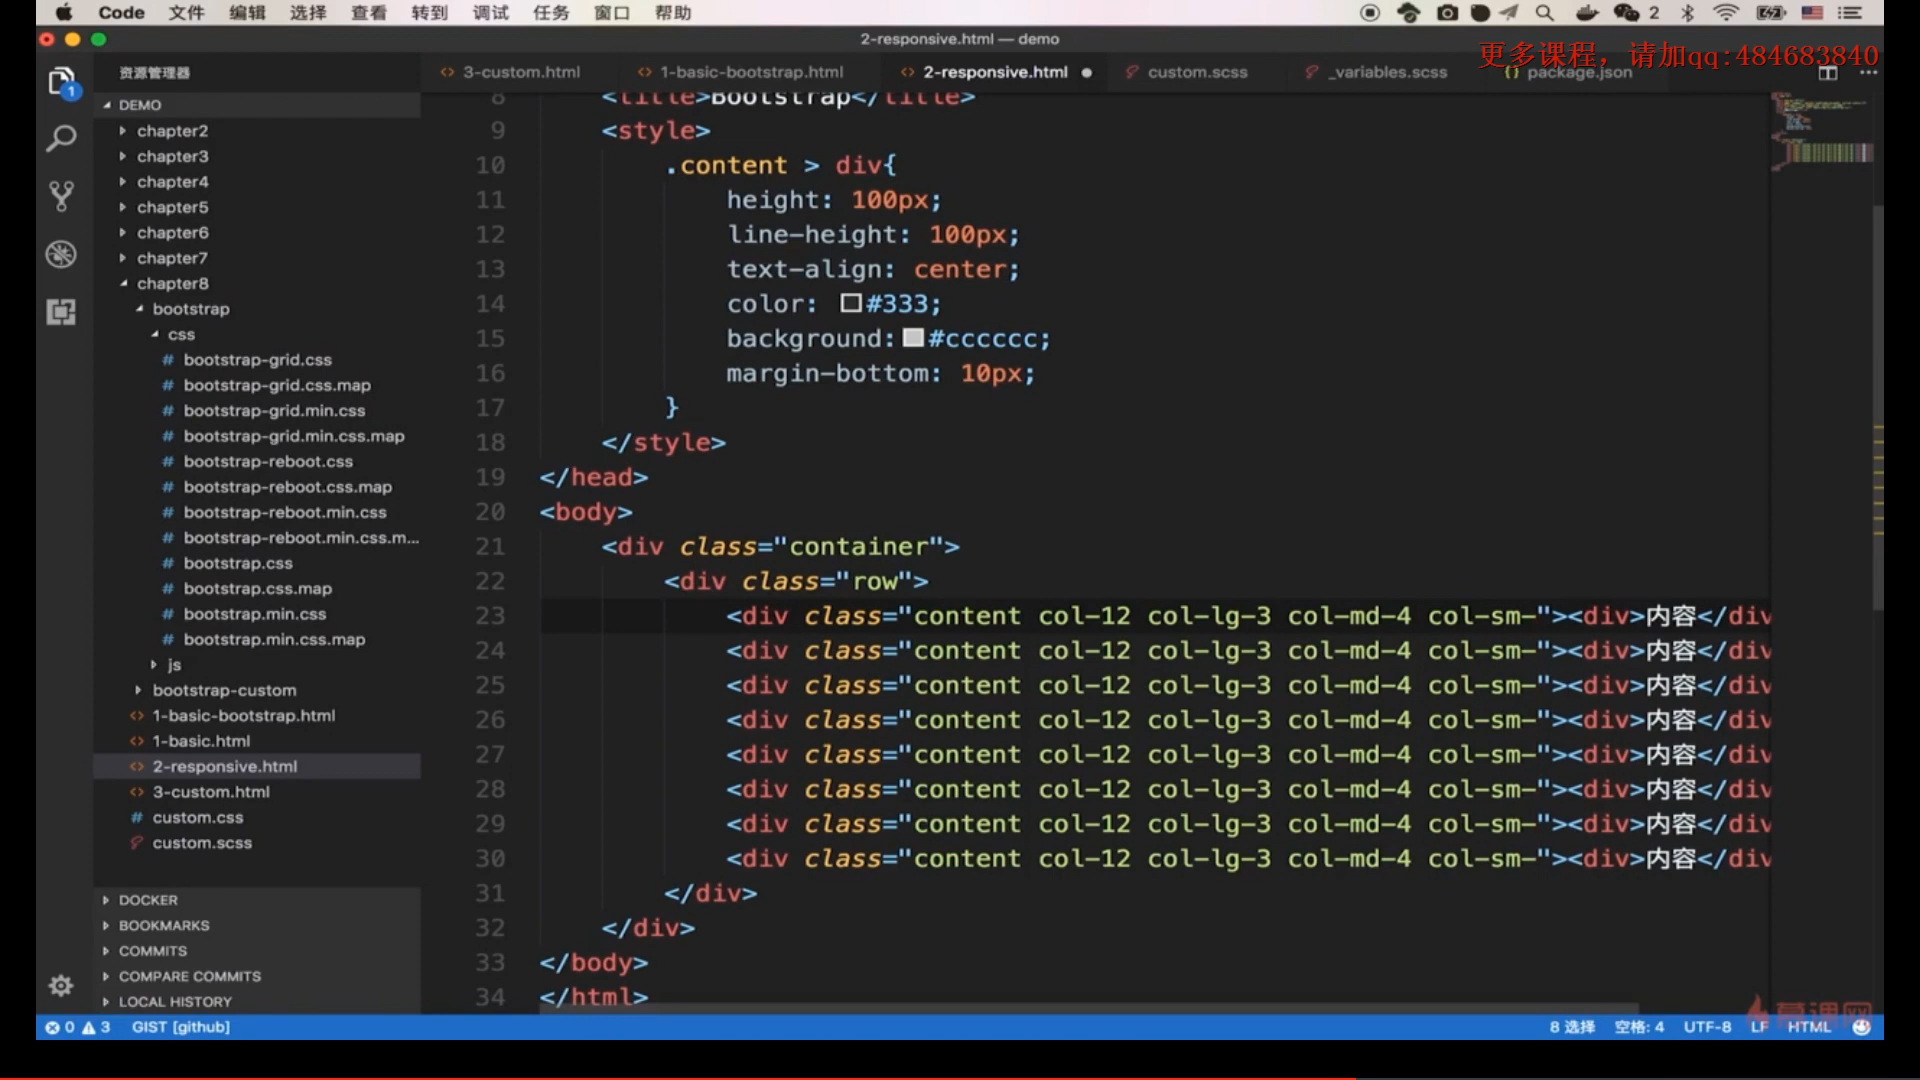 Code 文件 编辑 选择 查看 转到 调试 任务 窗口 帮助 2
2-responsive.html — demo
更多课程，请加qq:484683840
资源管理器
3-custom.html 1-basic-bootstrap.html 2-responsive.html custom.scss _variables.scss package.json
1
DEMO
chapter2
chapter3
chapter4
chapter5
chapter6
chapter7
chapter8
bootstrap
css
bootstrap-grid.css
bootstrap-grid.css.map
bootstrap-grid.min.css
bootstrap-grid.min.css.map
bootstrap-reboot.css
bootstrap-reboot.css.map
bootstrap-reboot.min.css
bootstrap-reboot.min.css.m...
bootstrap.css
bootstrap.css.map
bootstrap.min.css
bootstrap.min.css.map
js
bootstrap-custom
1-basic-bootstrap.html
1-basic.html
2-responsive.html
3-custom.html
custom.css
custom.scss
DOCKER
BOOKMARKS
COMMITS
COMPARE COMMITS
LOCAL HISTORY
8 <title>Bootstrap</title>
9 <style>
10 .content > div{
11 height: 100px;
12 line-height: 100px;
13 text-align: center;
14 color: #333;
15 background: #cccccc;
16 margin-bottom: 10px;
17 }
18 </style>
19 </head>
20 <body>
21 <div class="container">
22 <div class="row">
23 <div class="content col-12 col-lg-3 col-md-4 col-sm-"><div>内容</div
24 <div class="content col-12 col-lg-3 col-md-4 col-sm-"><div>内容</div
25 <div class="content col-12 col-lg-3 col-md-4 col-sm-"><div>内容</div
26 <div class="content col-12 col-lg-3 col-md-4 col-sm-"><div>内容</div
27 <div class="content col-12 col-lg-3 col-md-4 col-sm-"><div>内容</div
28 <div class="content col-12 col-lg-3 col-md-4 col-sm-"><div>内容</div
29 <div class="content col-12 col-lg-3 col-md-4 col-sm-"><div>内容</div
30 <div class="content col-12 col-lg-3 col-md-4 col-sm-"><div>内容</div
31 </div>
32 </div>
33 </body>
34 </html>
慕课网
0 3 GIST [github] 8 选择 空格: 4 UTF-8 LF HTML